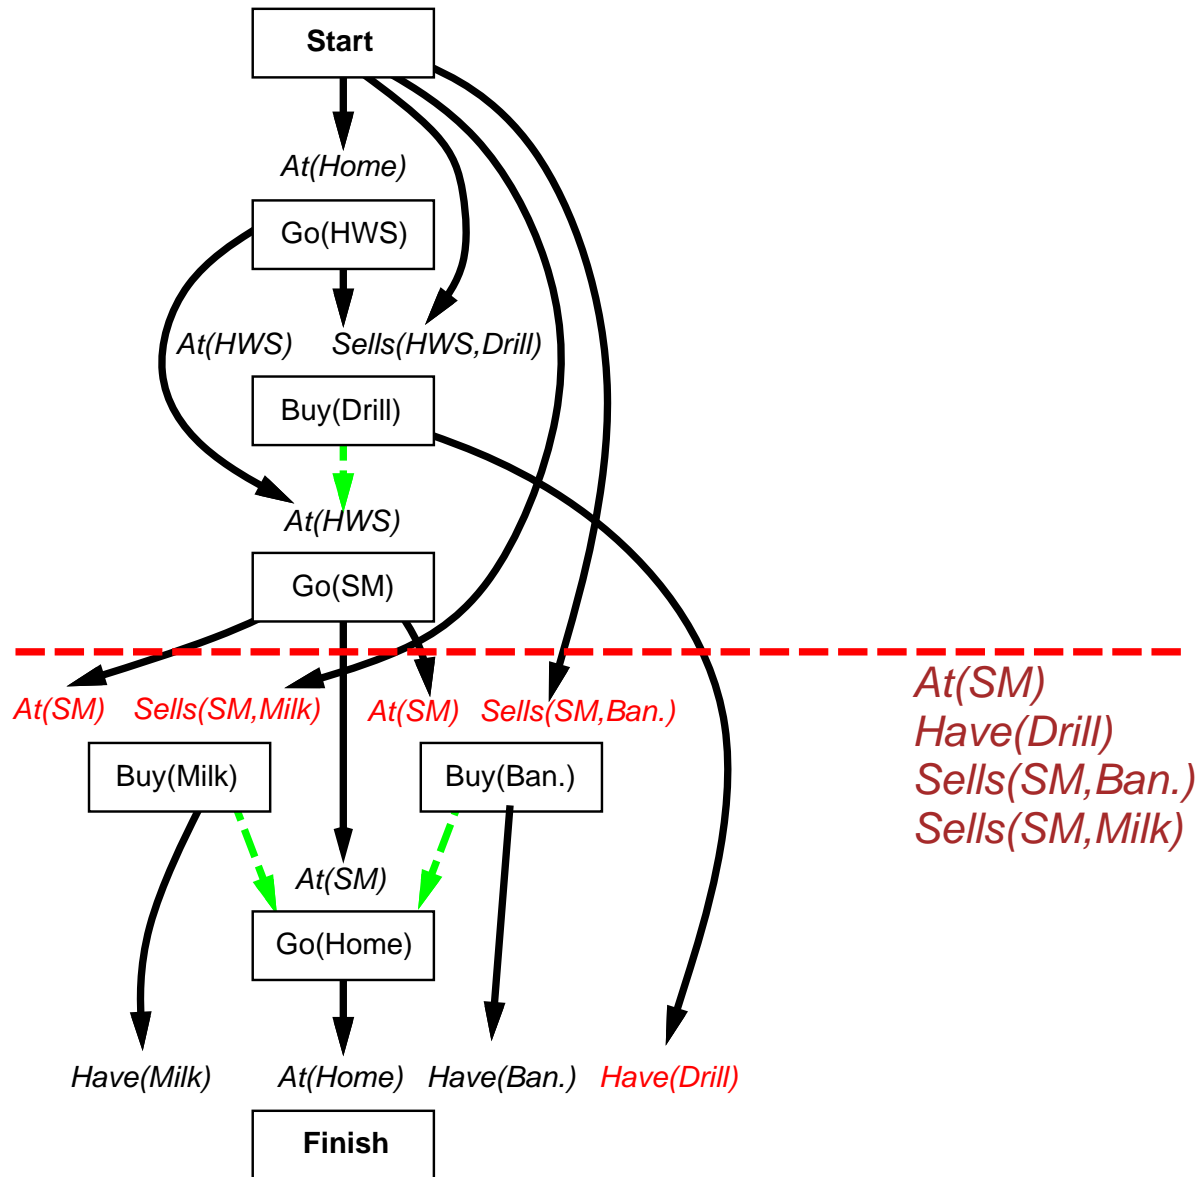 Start
At(Home)
Go(HWS)
At(HWS) Sells(HWS,Drill)
Buy(Drill)
At(HWS)
Go(SM)
At(SM) Sells(SM,Milk) At(SM) Sells(SM,Ban.)
Buy(Milk) Buy(Ban.)
At(SM)
Go(Home)
Have(Milk) At(Home) Have(Ban.) Have(Drill)
Finish
At(SM)
Have(Drill)
Sells(SM,Ban.)
Sells(SM,Milk)